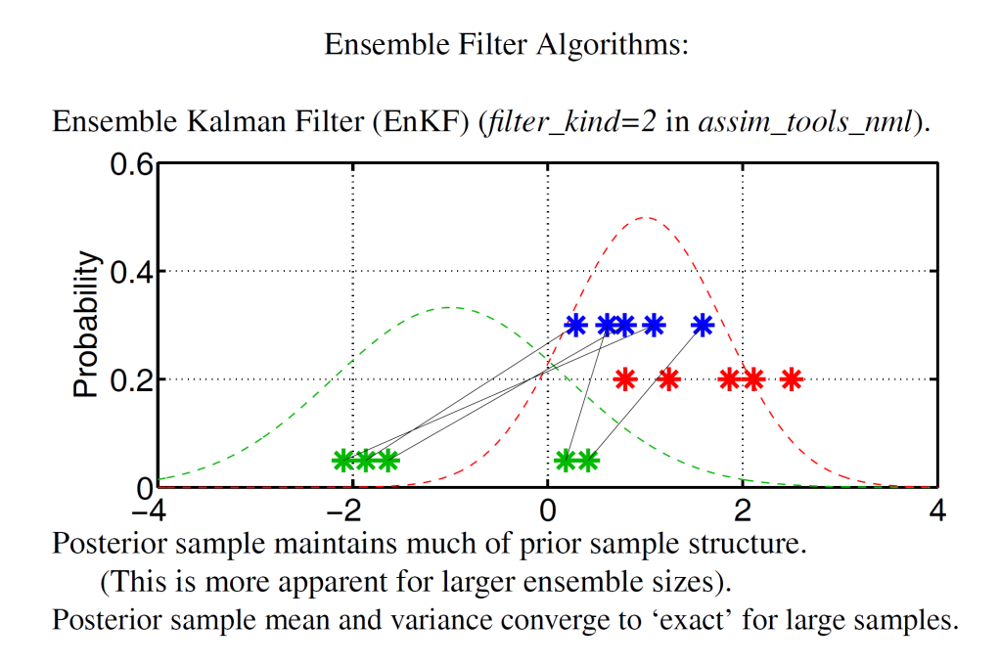 Ensemble Filter Algorithms:
Ensemble Kalman Filter (EnKF) (filter_kind=2 in assim_tools_nml).
0.6
0.4
0.2
0
Probability
−4
−2
0
2
4
Posterior sample maintains much of prior sample structure.
(This is more apparent for larger ensemble sizes).
Posterior sample mean and variance converge to ‘exact’ for large samples.